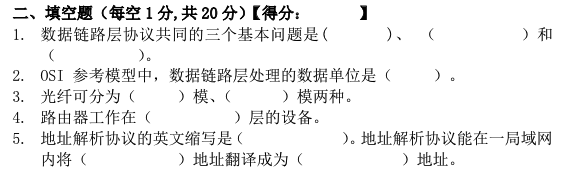 二、填空题（每空1分,共20分）【得分：　　　】
1. 数据链路层协议共同的三个基本问题是(　　　)、（　　　　）和
（　　　　）。
2. OSI 参考模型中，数据链路层处理的数据单位是（　　）。
3. 光纤可分为（　　）模、（　　　）模两种。
4. 路由器工作在（　　　　）层的设备。
5. 地址解析协议的英文缩写是（　　　　）。地址解析协议能在一局域网
内将（　　　　）地址翻译成为（　　　　）地址。